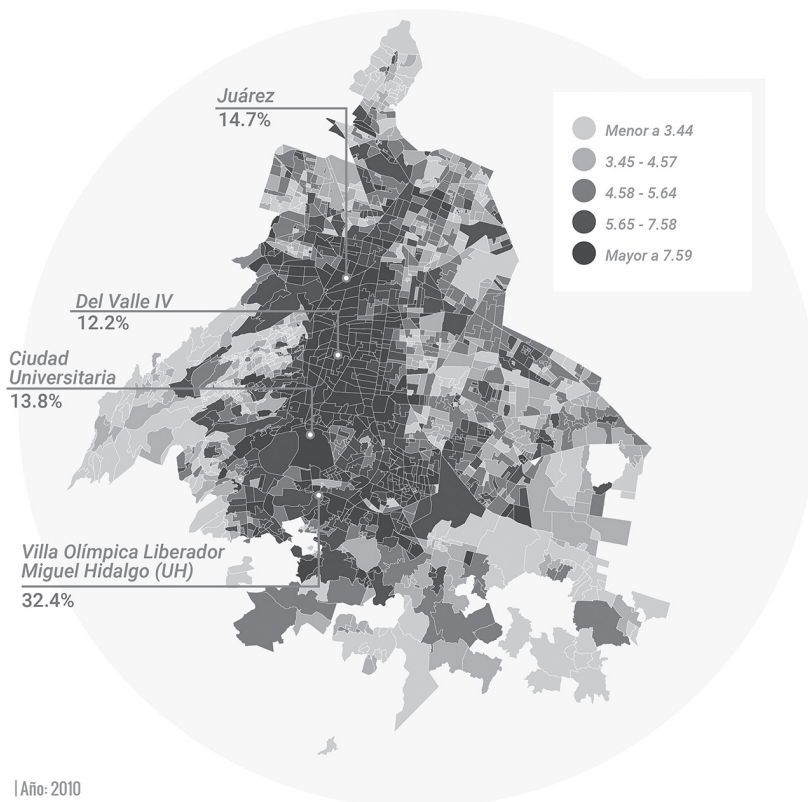 Juárez
14.7%
Menor a 3.44
3.45 - 4.57
4.58 - 5.64
5.65 - 7.58
Mayor a 7.59
Del Valle IV
12.2%
Ciudad
Universitaria
13.8%
Villa Olímpica Liberador
Miguel Hidalgo (UH)
32.4%
| Año: 2010